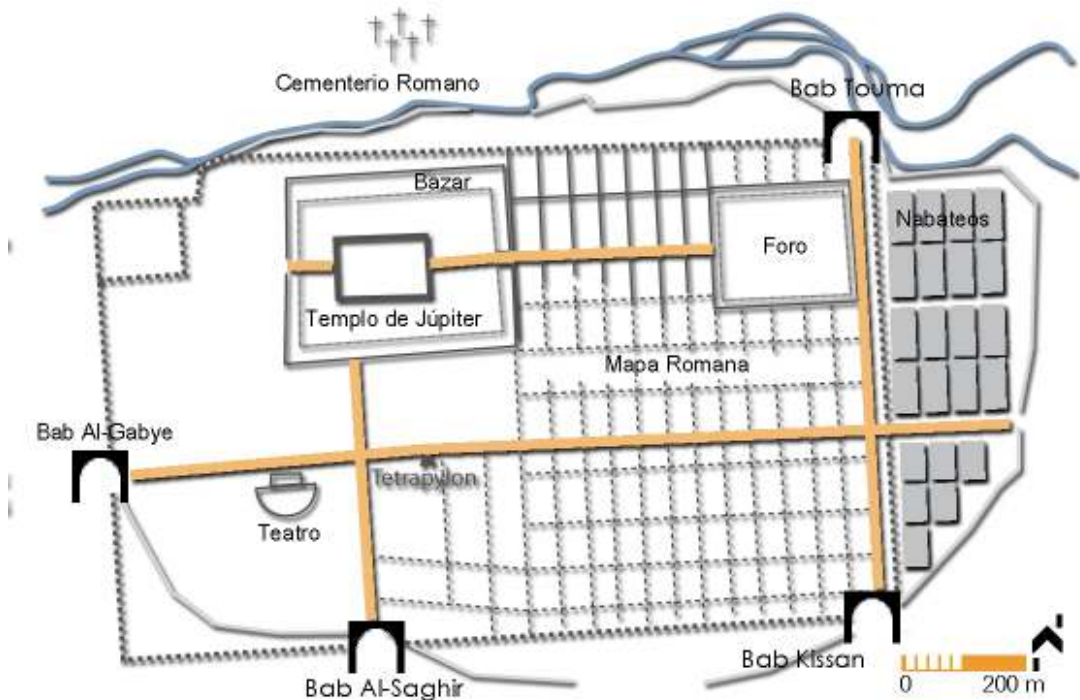 Cementerio Romano
Bab Touma
Bazar
Nabateos
Foro
Templo de Júpiter
Mapa Romana
Bab Al-Gabye
Tetrapylon
Teatro
Bab Kissan
Bab Al-Saghir
0 200 m